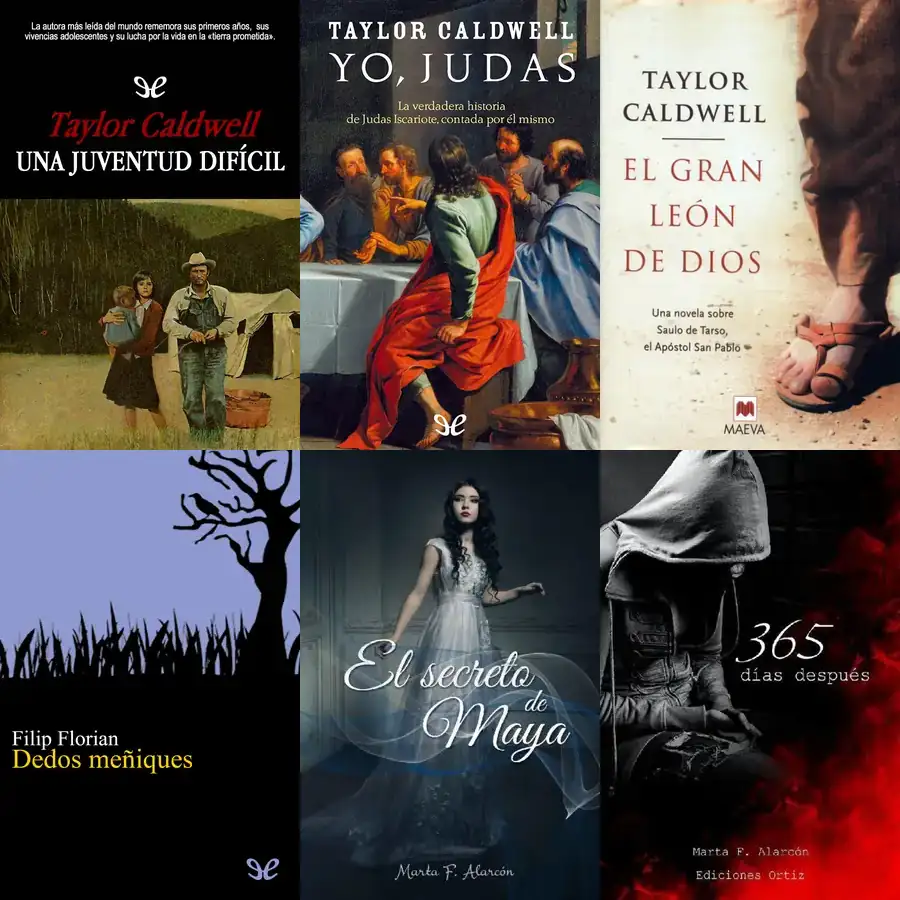 La autora más leída del mundo rememora sus primeros años, sus
vivencias adolescentes y su lucha por la vida en la «tierra prometida».
Taylor Caldwell
UNA JUVENTUD DIFÍCIL
TAYLOR CALDWELL
YO, JUDAS
La verdadera historia
de Judas Iscariote, contada por él mismo
TAYLOR
CALDWELL
EL GRAN
LEÓN
DE DIOS
Una novela sobre
Saulo de Tarso,
el Apóstol San Pablo
MAEVA
Filip Florian
Dedos meñiques
El secreto
de
Maya
Marta F. Alarcón
365
días después
Marta F. Alarcón
Ediciones Ortiz